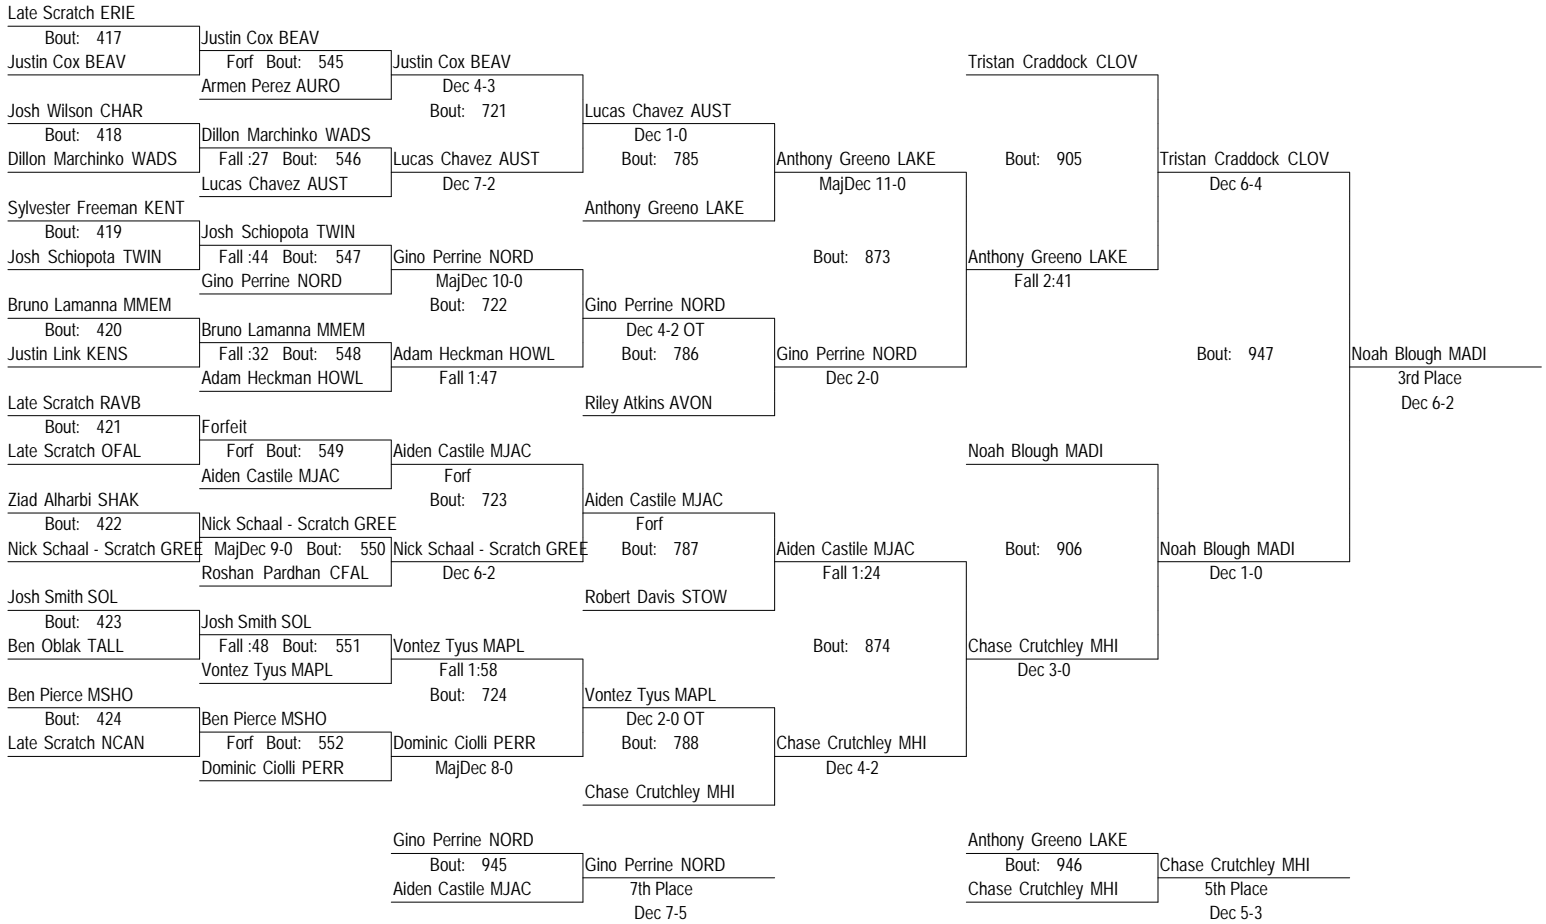 Late Scratch ERIE
Bout: 417
Justin Cox BEAV
Josh Wilson CHAR
Bout: 418
Dillon Marchinko WADS
Sylvester Freeman KENT
Bout: 419
Josh Schiopota TWIN
Bruno Lamanna MMEM
Bout: 420
Justin Link KENS
Late Scratch RAVB
Bout: 421
Late Scratch OFAL
Ziad Alharbi SHAK
Bout: 422
Nick Schaal - Scratch GREE
Josh Smith SOL
Bout: 423
Ben Oblak TALL
Ben Pierce MSHO
Bout: 424
Late Scratch NCAN
Justin Cox BEAV
Forf Bout: 545
Armen Perez AURO
Dillon Marchinko WADS
Fall :27 Bout: 546
Lucas Chavez AUST
Josh Schiopota TWIN
Fall :44 Bout: 547
Gino Perrine NORD
Bruno Lamanna MMEM
Fall :32 Bout: 548
Adam Heckman HOWL
Forfeit
Forf Bout: 549
Aiden Castile MJAC
Nick Schaal - Scratch GREE
MajDec 9-0 Bout: 550
Roshan Pardhan CFAL
Josh Smith SOL
Fall :48 Bout: 551
Vontez Tyus MAPL
Ben Pierce MSHO
Forf Bout: 552
Dominic Ciolli PERR
Justin Cox BEAV
Dec 4-3
Bout: 721
Lucas Chavez AUST
Dec 7-2
Gino Perrine NORD
MajDec 10-0
Bout: 722
Adam Heckman HOWL
Fall 1:47
Aiden Castile MJAC
Forf
Bout: 723
Nick Schaal - Scratch GREE
Dec 6-2
Vontez Tyus MAPL
Fall 1:58
Bout: 724
Dominic Ciolli PERR
MajDec 8-0
Lucas Chavez AUST
Dec 1-0
Bout: 785
Anthony Greeno LAKE
Gino Perrine NORD
Dec 4-2 OT
Bout: 786
Riley Atkins AVON
Aiden Castile MJAC
Forf
Bout: 787
Robert Davis STOW
Vontez Tyus MAPL
Dec 2-0 OT
Bout: 788
Chase Crutchley MHI
Anthony Greeno LAKE
MajDec 11-0
Bout: 873
Gino Perrine NORD
Dec 2-0
Aiden Castile MJAC
Fall 1:24
Bout: 874
Chase Crutchley MHI
Dec 4-2
Tristan Craddock CLOV
Bout: 905
Anthony Greeno LAKE
Fall 2:41
Noah Blough MADI
Bout: 906
Chase Crutchley MHI
Dec 3-0
Tristan Craddock CLOV
Dec 6-4
Bout: 947
Noah Blough MADI
Dec 1-0
Noah Blough MADI
3rd Place
Dec 6-2
Gino Perrine NORD
Bout: 945
Aiden Castile MJAC
Gino Perrine NORD
7th Place
Dec 7-5
Anthony Greeno LAKE
Bout: 946
Chase Crutchley MHI
Chase Crutchley MHI
5th Place
Dec 5-3